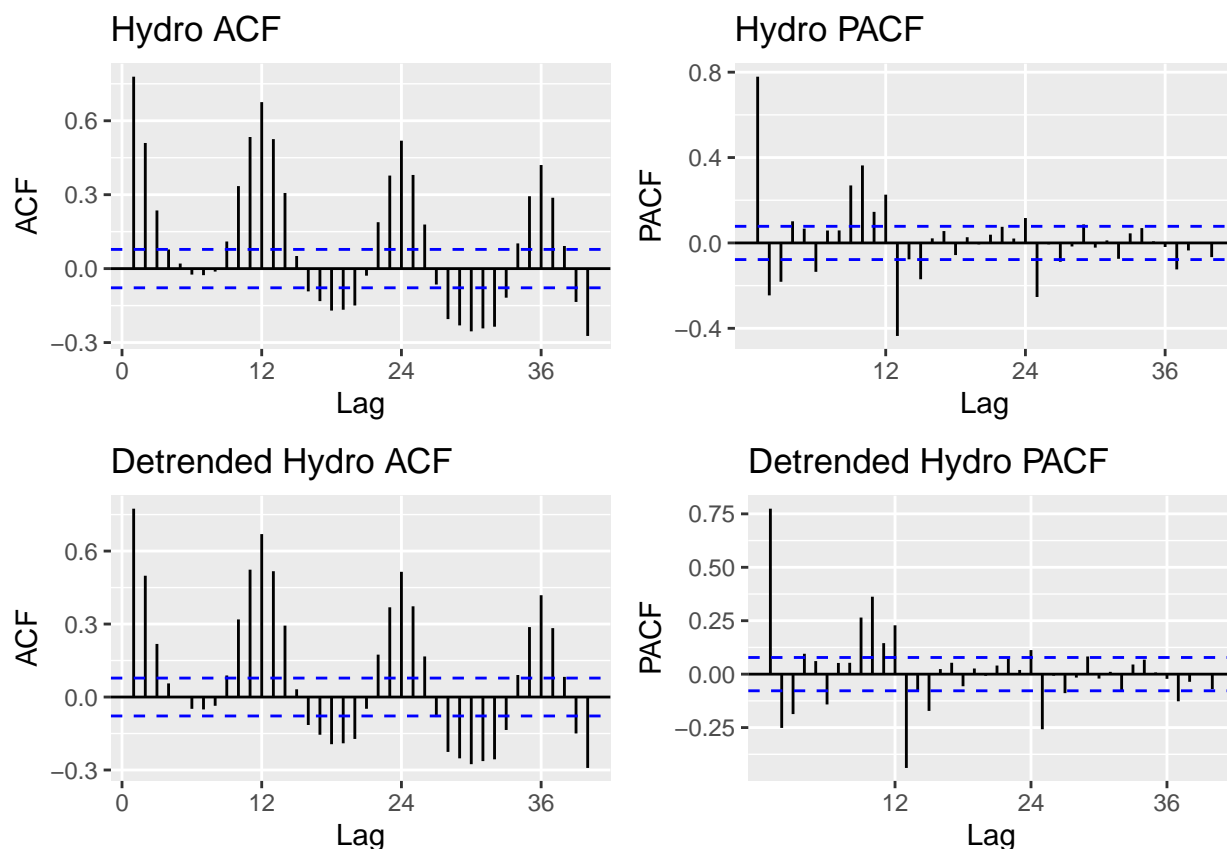 Hydro ACF
ACF
0.6
0.3
0.0
−0.3
0 12 24 36
Lag
Hydro PACF
PACF
0.8
0.4
0.0
−0.4
12 24 36
Lag
Detrended Hydro ACF
ACF
0.6
0.3
0.0
−0.3
0 12 24 36
Lag
Detrended Hydro PACF
PACF
0.75
0.50
0.25
0.00
−0.25
12 24 36
Lag